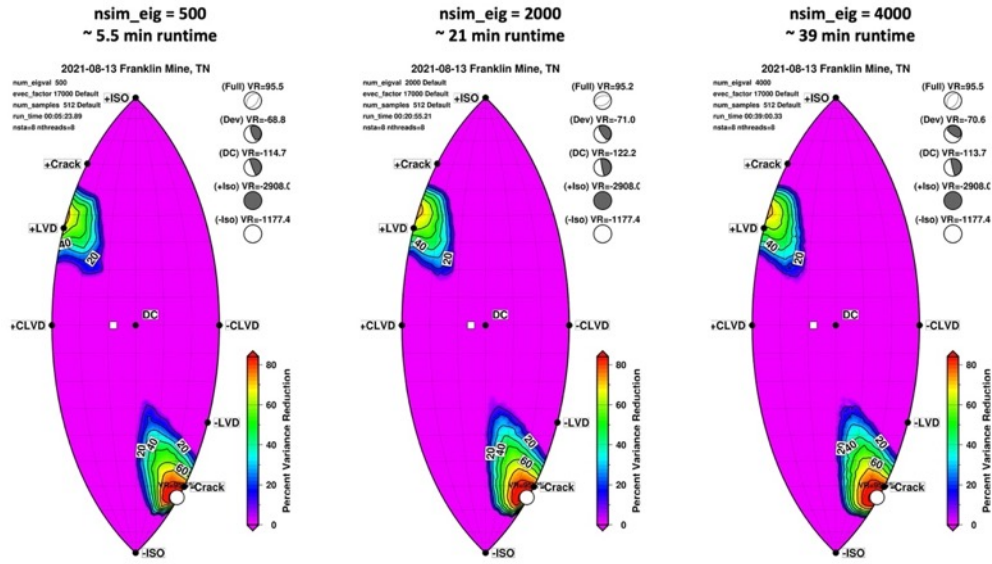 nsim_eig = 500
~ 5.5 min runtime
2021-08-13 Franklin Mine, TN
num_eigval 500
evec_factor 17000 Default
num_samples 512 Default
run_time 00:05:23.89
nsta=8 nthreads=8
(Full) VR=95.5
(Dev) VR=-68.8
(DC) VR=-114.7
(+Iso) VR=-2908.0
(-Iso) VR=-1177.4
+ISO
+Crack
+LVD
40
20
DC
+CLVD
-CLVD
-LVD
20
40
20
60
-Crack
-ISO
80
60
40
20
0
Percent Variance Reduction
nsim_eig = 2000
~ 21 min runtime
2021-08-13 Franklin Mine, TN
num_eigval 2000 Default
evec_factor 17000 Default
num_samples 512 Default
run_time 00:20:55.21
nsta=8 nthreads=8
(Full) VR=95.2
(Dev) VR=-71.0
(DC) VR=-122.2
(+Iso) VR=-2908.0
(-Iso) VR=-1177.4
+ISO
+Crack
+LVD
40
20
DC
+CLVD
-CLVD
-LVD
20
40
20
60
-Crack
-ISO
80
60
40
20
0
Percent Variance Reduction
nsim_eig = 4000
~ 39 min runtime
2021-08-13 Franklin Mine, TN
num_eigval 4000
evec_factor 17000 Default
num_samples 512 Default
run_time 00:39:00.33
nsta=8 nthreads=8
(Full) VR=95.5
(Dev) VR=-70.6
(DC) VR=-113.7
(+Iso) VR=-2908.0
(-Iso) VR=-1177.4
+ISO
+Crack
+LVD
40
20
DC
+CLVD
-CLVD
-LVD
20
40
20
60
-Crack
-ISO
80
60
40
20
0
Percent Variance Reduction